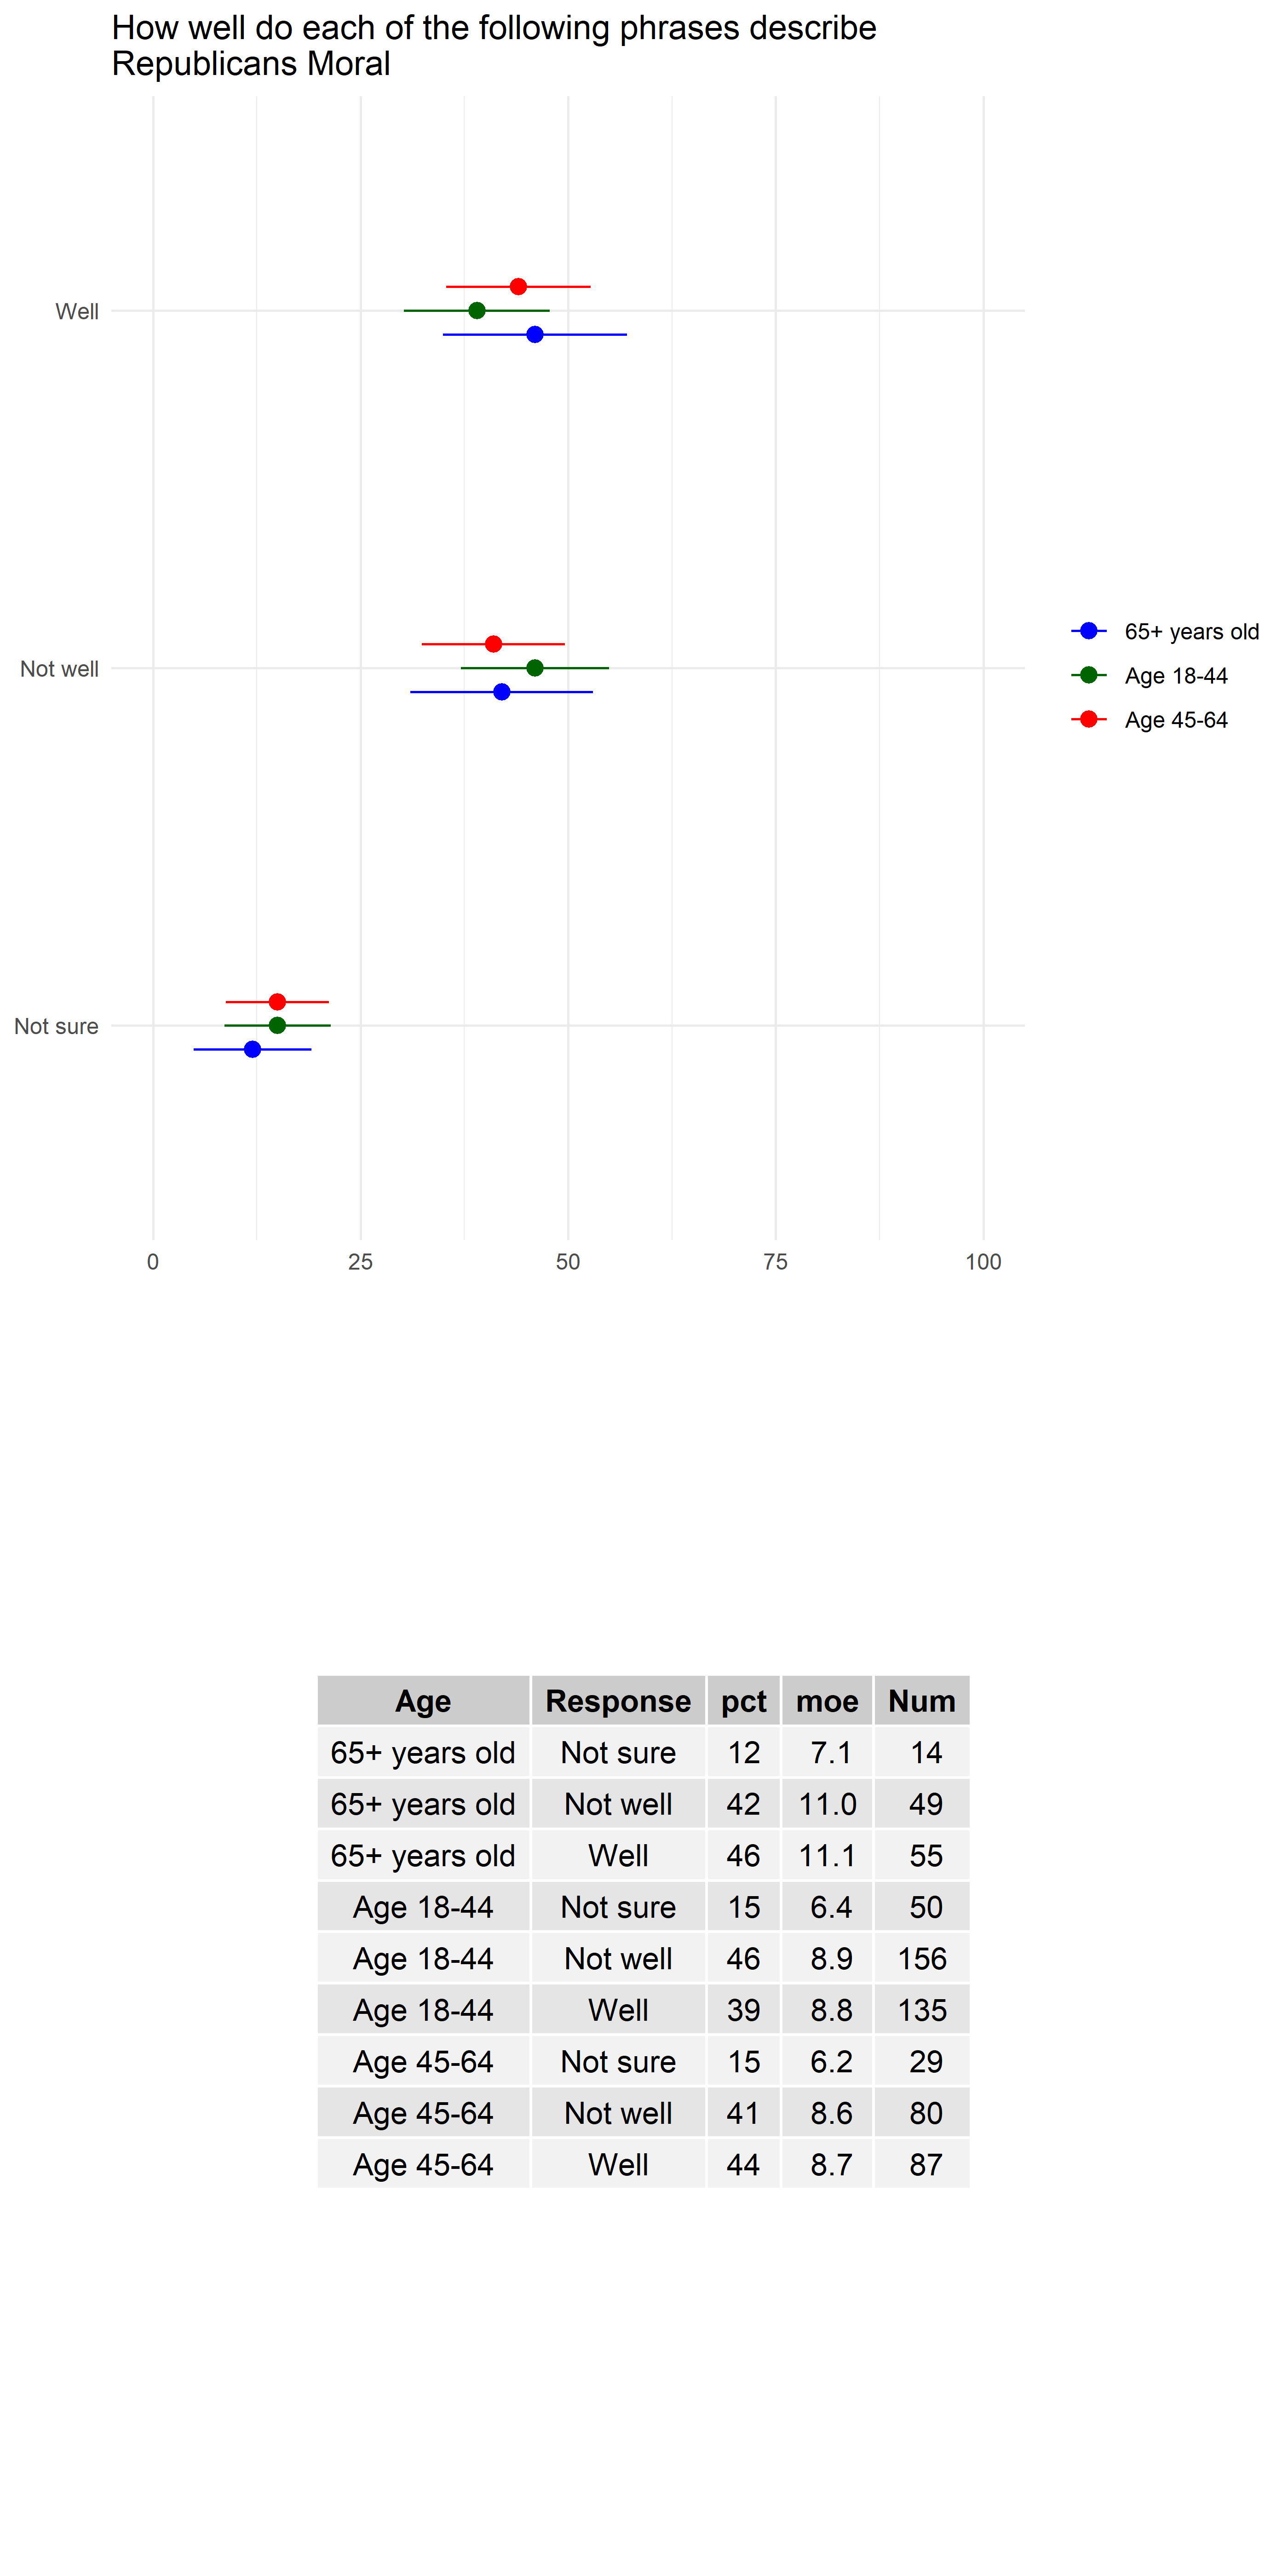 How well do each of the following phrases describe
Republicans Moral
Well
Not well
Not sure
0 25 50 75 100
65+ years old
Age 18-44
Age 45-64
Age Response pct moe Num
65+ years old Not sure 12 7.1 14
65+ years old Not well 42 11.0 49
65+ years old Well 46 11.1 55
Age 18-44 Not sure 15 6.4 50
Age 18-44 Not well 46 8.9 156
Age 18-44 Well 39 8.8 135
Age 45-64 Not sure 15 6.2 29
Age 45-64 Not well 41 8.6 80
Age 45-64 Well 44 8.7 87